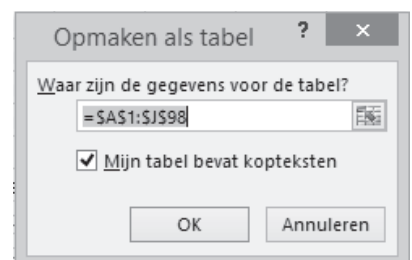 Opmaken als tabel ? ×
Waar zijn de gegevens voor de tabel?
=$A$1:$J$98
Mijn tabel bevat kopteksten
OK Annuleren